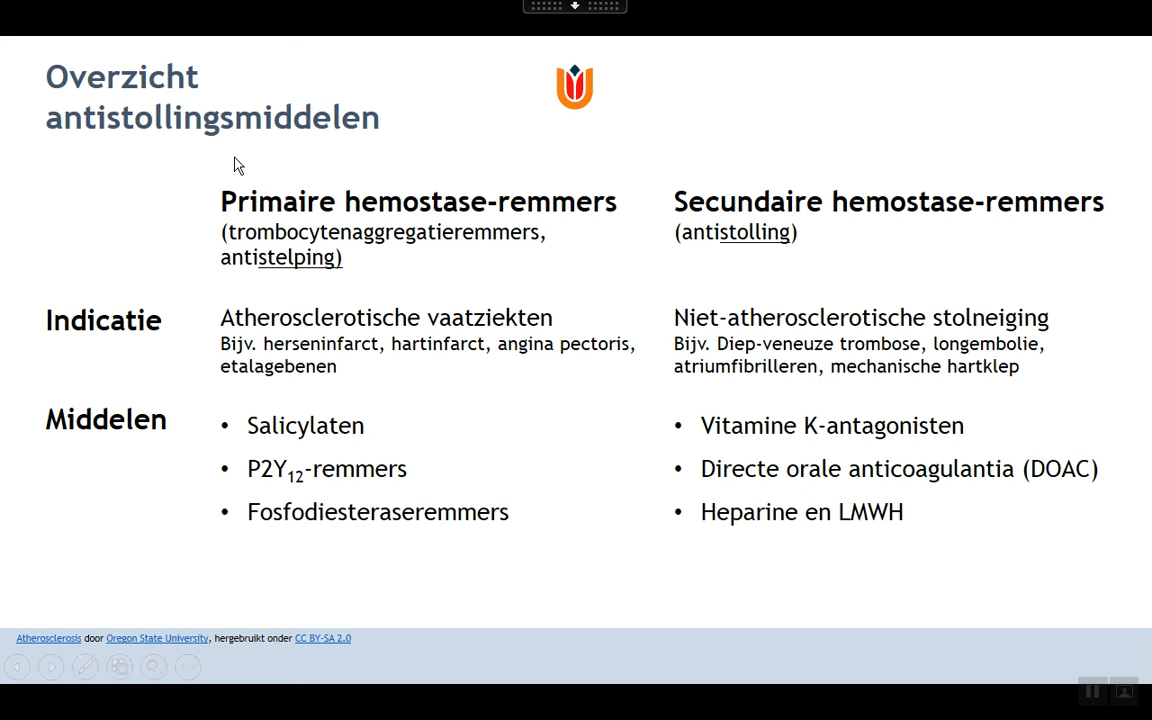 Overzicht
antistollingsmiddelen
Primaire hemostase-remmers
(trombocytenaggregatieremmers,
antistelping)
Secundaire hemostase-remmers
(antistolling)
Indicatie
Atherosclerotische vaatziekten
Bijv. herseninfarct, hartinfarct, angina pectoris,
etalagebenen
Niet-atherosclerotische stolneiging
Bijv. Diep-veneuze trombose, longembolie,
atriumfibrilleren, mechanische hartklep
Middelen
• Salicylaten
• P2Y12-remmers
• Fosfodiesteraseremmers
• Vitamine K-antagonisten
• Directe orale anticoagulantia (DOAC)
• Heparine en LMWH
Atherosclerosis door Oregon State University, hergebruikt onder CC BY-SA 2.0